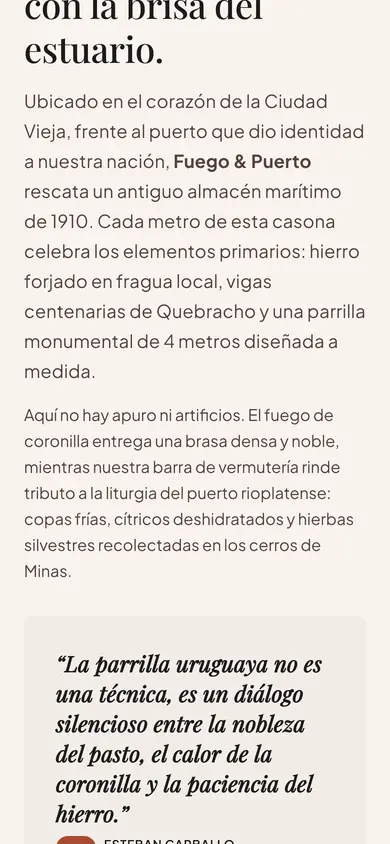 con la brisa del
estuario.
Ubicado en el corazón de la Ciudad
Vieja, frente al puerto que dio identidad
a nuestra nación, Fuego & Puerto
rescata un antiguo almacén marítimo
de 1910. Cada metro de esta casona
celebra los elementos primarios: hierro
forjado en fragua local, vigas
centenarias de Quebracho y una parrilla
monumental de 4 metros diseñada a
medida.
Aquí no hay apuro ni artificios. El fuego de
coronilla entrega una brasa densa y noble,
mientras nuestra barra de vermutería rinde
tributo a la liturgia del puerto rioplatense:
copas frías, cítricos deshidratados y hierbas
silvestres recolectadas en los cerros de
Minas.
“La parrilla uruguaya no es
una técnica, es un diálogo
silencioso entre la nobleza
del pasto, el calor de la
coronilla y la paciencia del
hierro.”
ESTEBAN CARBALLO